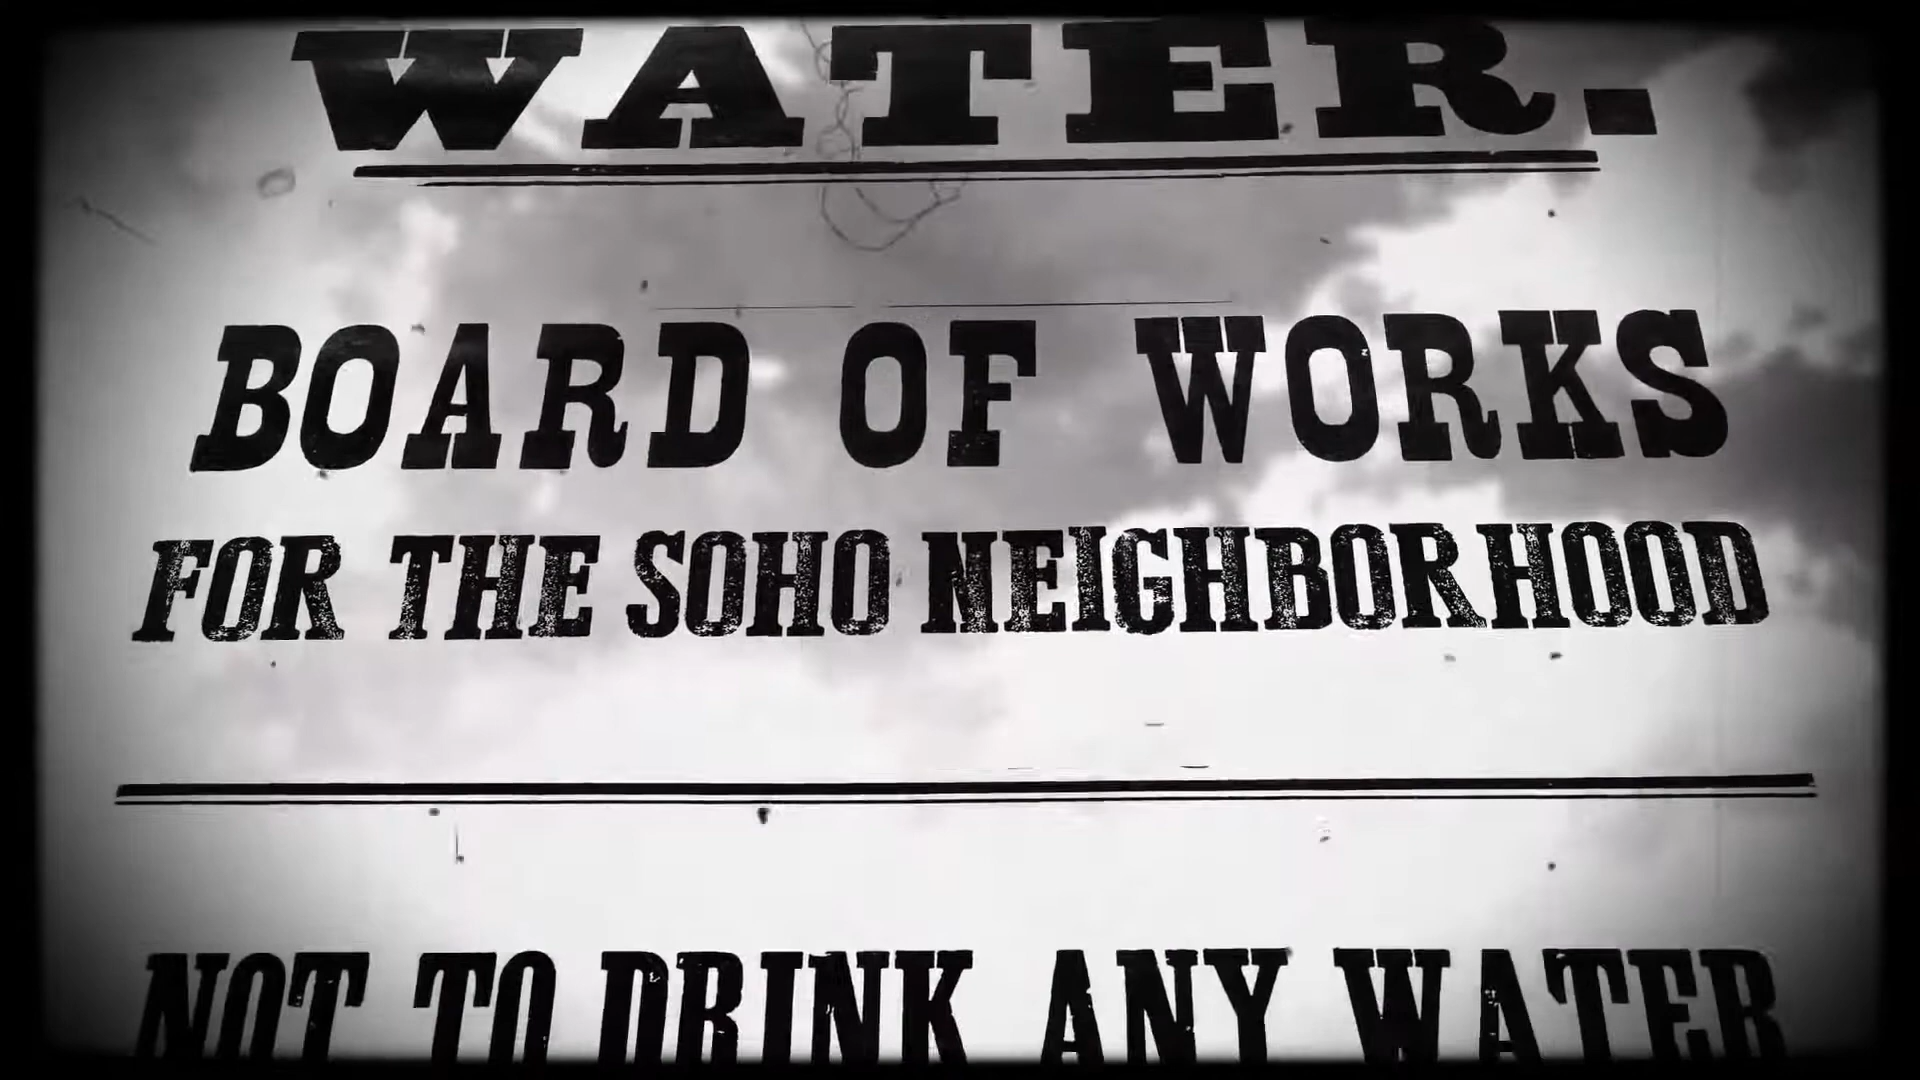 WATER.
BOARD OF WORKS
FOR THE SOHO NEIGHBORHOOD
NOT TO DRINK ANY WATER